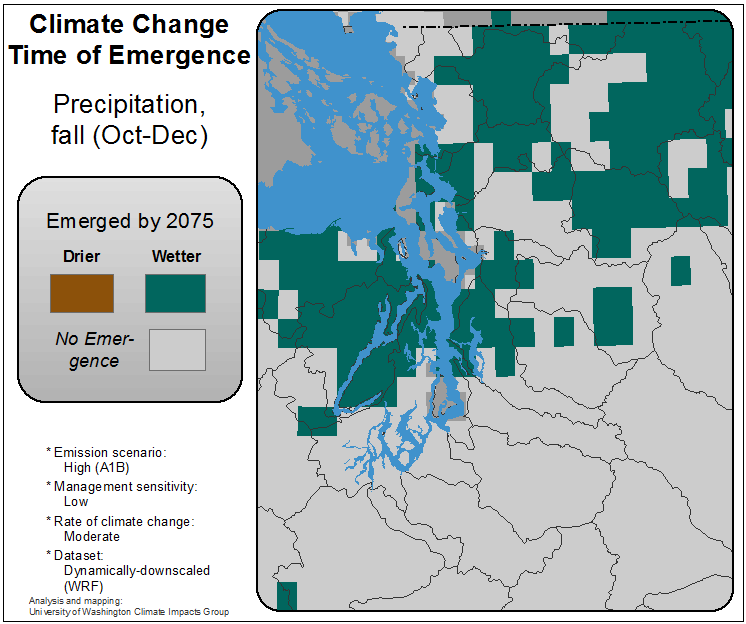 Climate Change
Time of Emergence
Precipitation,
fall (Oct-Dec)
Emerged by 2075
Drier Wetter
No Emer-
gence
* Emission scenario:
High (A1B)
* Management sensitivity:
Low
* Rate of climate change:
Moderate
* Dataset:
Dynamically-downscaled
(WRF)
Analysis and mapping:
University of Washington Climate Impacts Group